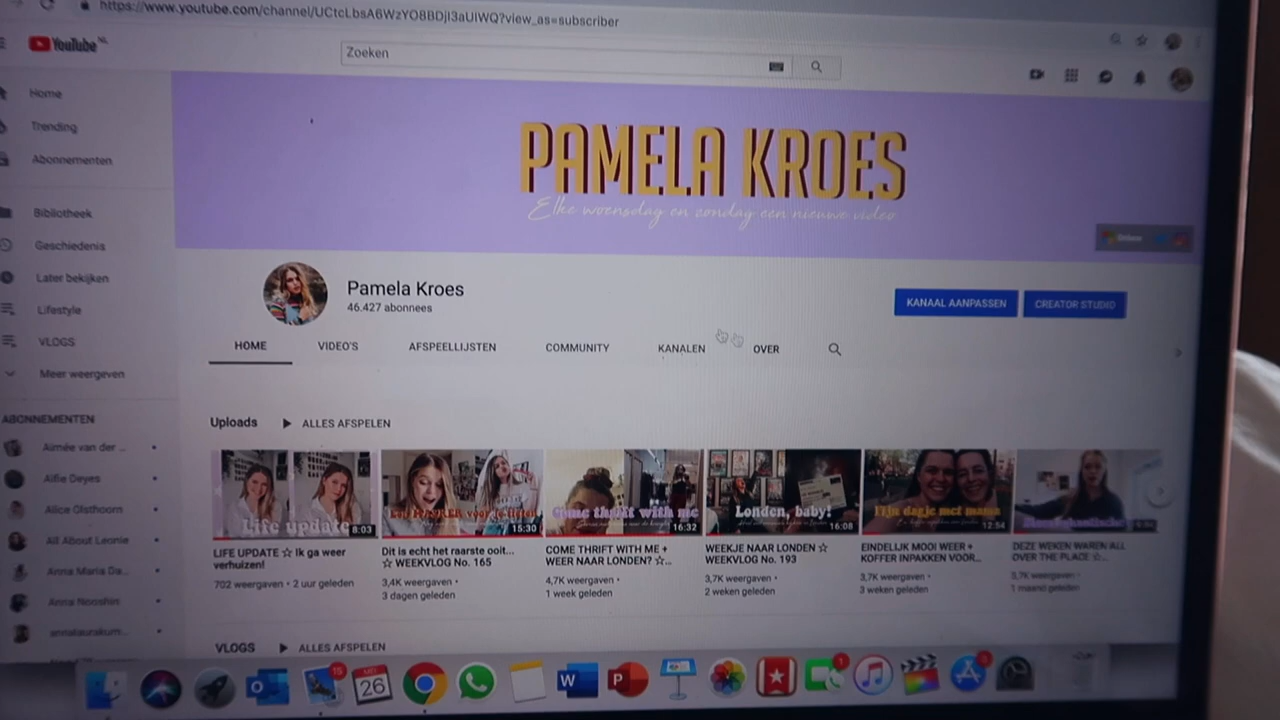 https://www.youtube.com/channel/UCtcLbsA6WzYO8BDjI3aUIWQ?view_as=subscriber
YouTube NL
Zoeken
Home
Trending
Abonnementen
Bibliotheek
Geschiedenis
Later bekijken
Lifestyle
VLOGS
Meer weergeven
ABONNEMENTEN
Aimée van der ...
Alfie Deyes
Alice Olsthoorn
All About Leonie
Anna Maria Da...
Anna Nooshin
annalaurakum...
PAMELA KROES
Elke woensdag en zondag een nieuwe video
Pamela Kroes
46.427 abonnees
KANAAL AANPASSEN
CREATOR STUDIO
HOME
VIDEO'S
AFSPEELLIJSTEN
COMMUNITY
KANALEN
OVER
Uploads
ALLES AFSPELEN
Life update
8:03
15:30
Come thrift with me
16:32
Londen, baby!
16:08
Fijn dagje met mama
12:54
LIFE UPDATE ☆ Ik ga weer
verhuizen!
702 weergaven • 2 uur geleden
Dit is echt het raarste ooit...
☆ WEEKVLOG No. 165
3,4K weergaven •
3 dagen geleden
COME THRIFT WITH ME +
WEER NAAR LONDEN? ☆...
4,7K weergaven •
1 week geleden
WEEKJE NAAR LONDEN ☆
WEEKVLOG No. 193
3,7K weergaven •
2 weken geleden
EINDELIJK MOOI WEER +
KOFFER INPAKKEN VOOR...
3,7K weergaven •
3 weken geleden
DEZE WEKEN WAREN ALL
OVER THE PLACE ☆...
3,7K weergaven •
1 maand geleden
VLOGS
ALLES AFSPELEN
15
26
W
P
1